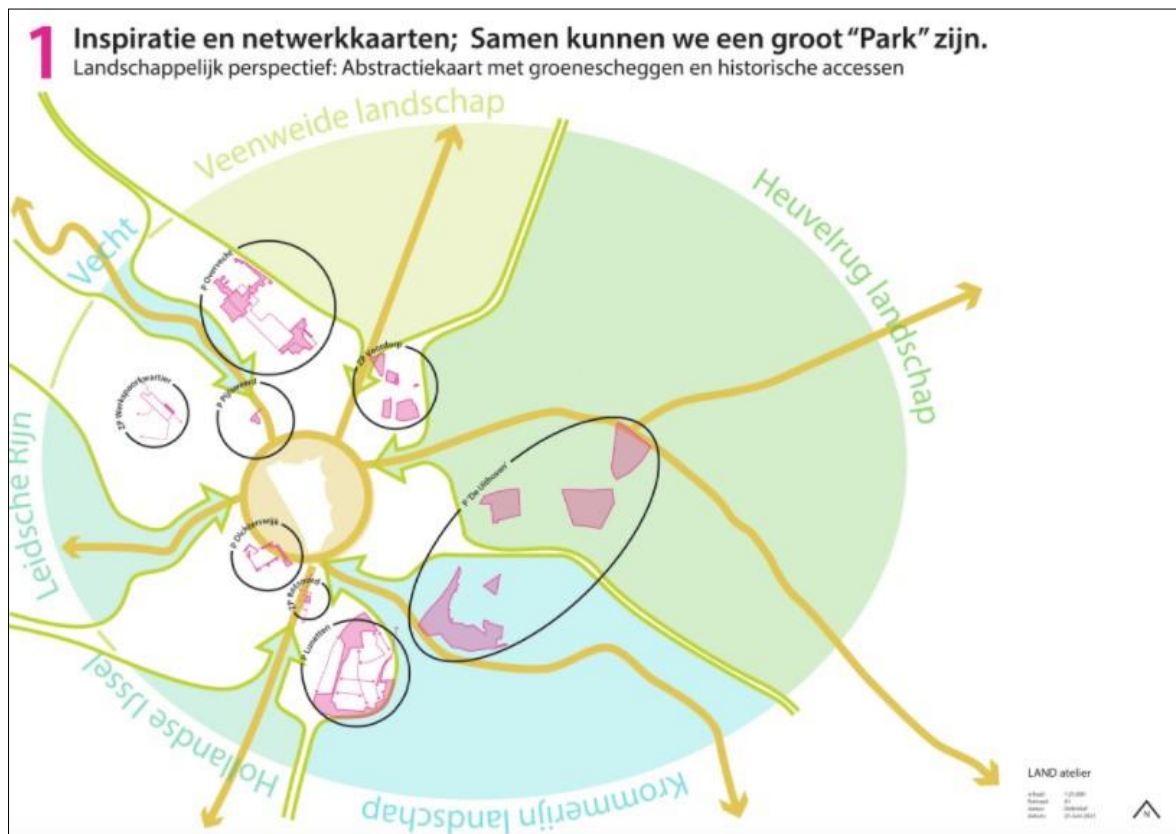 1
Inspiratie en netwerkkaarten; Samen kunnen we een groot “Park” zijn.
Landschappelijk perspectief: Abstractiekaart met groenescheggen en historische accessen
Veenweide landschap
Heuvelrug landschap
Vecht
P Overvecht
ZP Voordorp
ZP Werkspoorkwartier
P Pijlsweerd
Leidsche Rijn
P 'De Uithoven'
P Dichterswijk
ZP Rotsoord
P Lunetten
Hollandse IJssel
Krommerijn landschap
LAND atelier
N